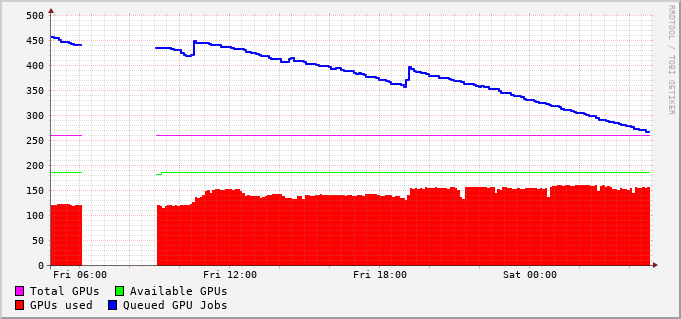 500
450
400
350
300
250
200
150
100
50
0
Fri 06:00 Fri 12:00 Fri 18:00 Sat 00:00
Total GPUs Available GPUs
GPUs used Queued GPU Jobs
RRDTOOL / TOBI OETIKER